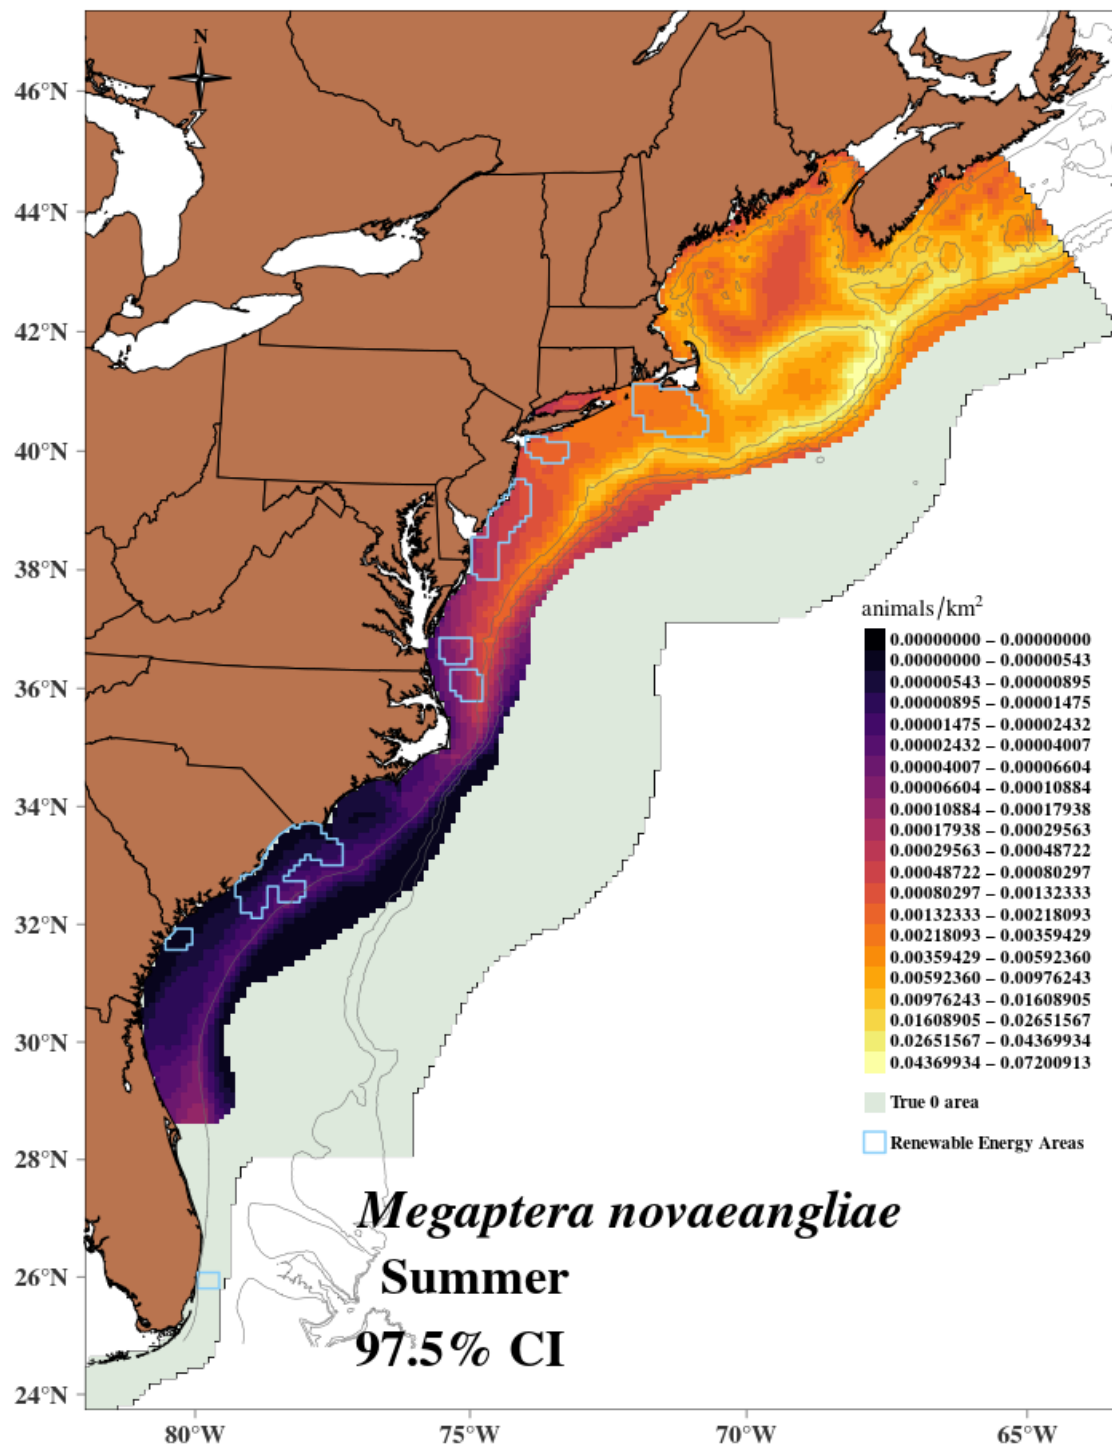 N
46°N
44°N
42°N
40°N
38°N
36°N
34°N
32°N
30°N
28°N
26°N
24°N
80°W
75°W
70°W
65°W
animals/km²
0.00000000 – 0.00000000
0.00000000 – 0.00000543
0.00000543 – 0.00000895
0.00000895 – 0.00001475
0.00001475 – 0.00002432
0.00002432 – 0.00004007
0.00004007 – 0.00006604
0.00006604 – 0.00010884
0.00010884 – 0.00017938
0.00017938 – 0.00029563
0.00029563 – 0.00048722
0.00048722 – 0.00080297
0.00080297 – 0.00132333
0.00132333 – 0.00218093
0.00218093 – 0.00359429
0.00359429 – 0.00592360
0.00592360 – 0.00976243
0.00976243 – 0.01608905
0.01608905 – 0.02651567
0.02651567 – 0.04369934
0.04369934 – 0.07200913
True 0 area
Renewable Energy Areas
Megaptera novaeangliae
Summer
97.5% CI